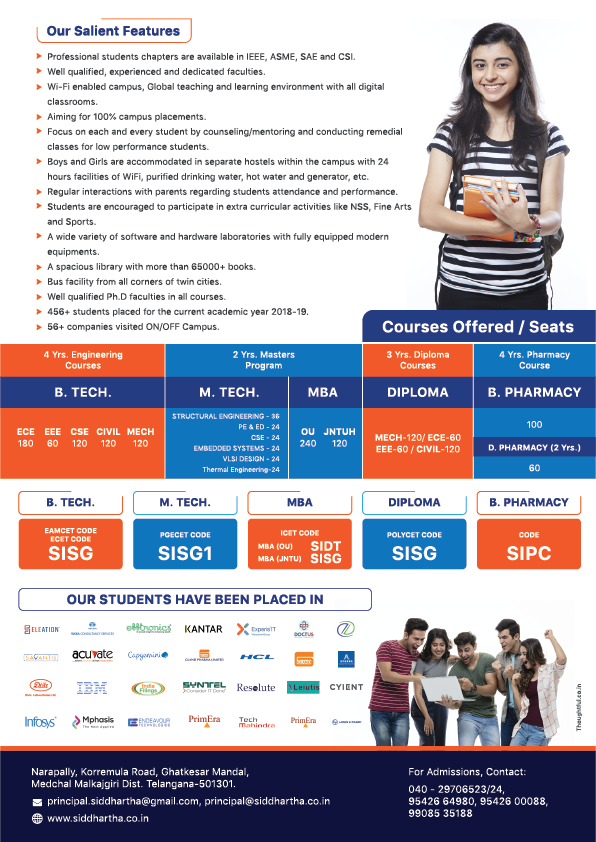 Our Salient Features
Professional students chapters are available in IEEE, ASME, SAE and CSI.
Well qualified, experienced and dedicated faculties.
Wi-Fi enabled campus, Global teaching and learning environment with all digital
classrooms.
Aiming for 100% campus placements.
Focus on each and every student by counseling/mentoring and conducting remedial
classes for low performance students.
Boys and Girls are accommodated in separate hostels within the campus with 24
hours facilities of WiFi, purified drinking water, hot water and generator, etc.
Regular interactions with parents regarding students attendance and performance.
Students are encouraged to participate in extra curricular activities like NSS, Fine Arts
and Sports.
A wide variety of software and hardware laboratories with fully equipped modern
equipments.
A spacious library with more than 65000+ books.
Bus facility from all corners of twin cities.
Well qualified Ph.D faculties in all courses.
456+ students placed for the current academic year 2018-19.
56+ companies visited ON/OFF Campus.
Courses Offered / Seats
4 Yrs. Engineering
Courses
2 Yrs. Masters
Program
3 Yrs. Diploma
Courses
4 Yrs. Pharmacy
Course
B. TECH.
M. TECH.
MBA
DIPLOMA
B. PHARMACY
ECE EEE CSE CIVIL MECH
180 60 120 120 120
STRUCTURAL ENGINEERING - 36
PE & ED - 24
CSE - 24
EMBEDDED SYSTEMS - 24
VLSI DESIGN - 24
Thermal Engineering-24
OU JNTUH
240 120
MECH-120/ ECE-60
EEE-60 / CIVIL-120
100
D. PHARMACY (2 Yrs.)
60
B. TECH.
M. TECH.
MBA
DIPLOMA
B. PHARMACY
EAMCET CODE
ECET CODE
SISG
PGECET CODE
SISG1
ICET CODE
MBA (OU) SIDT
MBA (JNTU) SISG
POLYCET CODE
SISG
CODE
SIPC
OUR STUDENTS HAVE BEEN PLACED IN
SELEATION
TATA CONSULTANCY SERVICES
KANTAR
ExperisIT
DOCTUS
acuvate
Capgemini
HCL
IBM
India Filings
SYNTEL
Consider IT Done
Resolute
CYIENT
Infosys
Mphasis
The Next Applied
ENDEAVOUR
TECHNOLOGIES
PrimEra
Tech
Mahindra
PrimEra
Thoughtful.co.in
Narapally, Korremula Road, Ghatkesar Mandal,
Medchal Malkajgiri Dist. Telangana-501301.
principal.siddhartha@gmail.com, principal@siddhartha.co.in
www.siddhartha.co.in
For Admissions, Contact:
040 - 29706523/24,
95426 64980, 95426 00088,
99085 35188